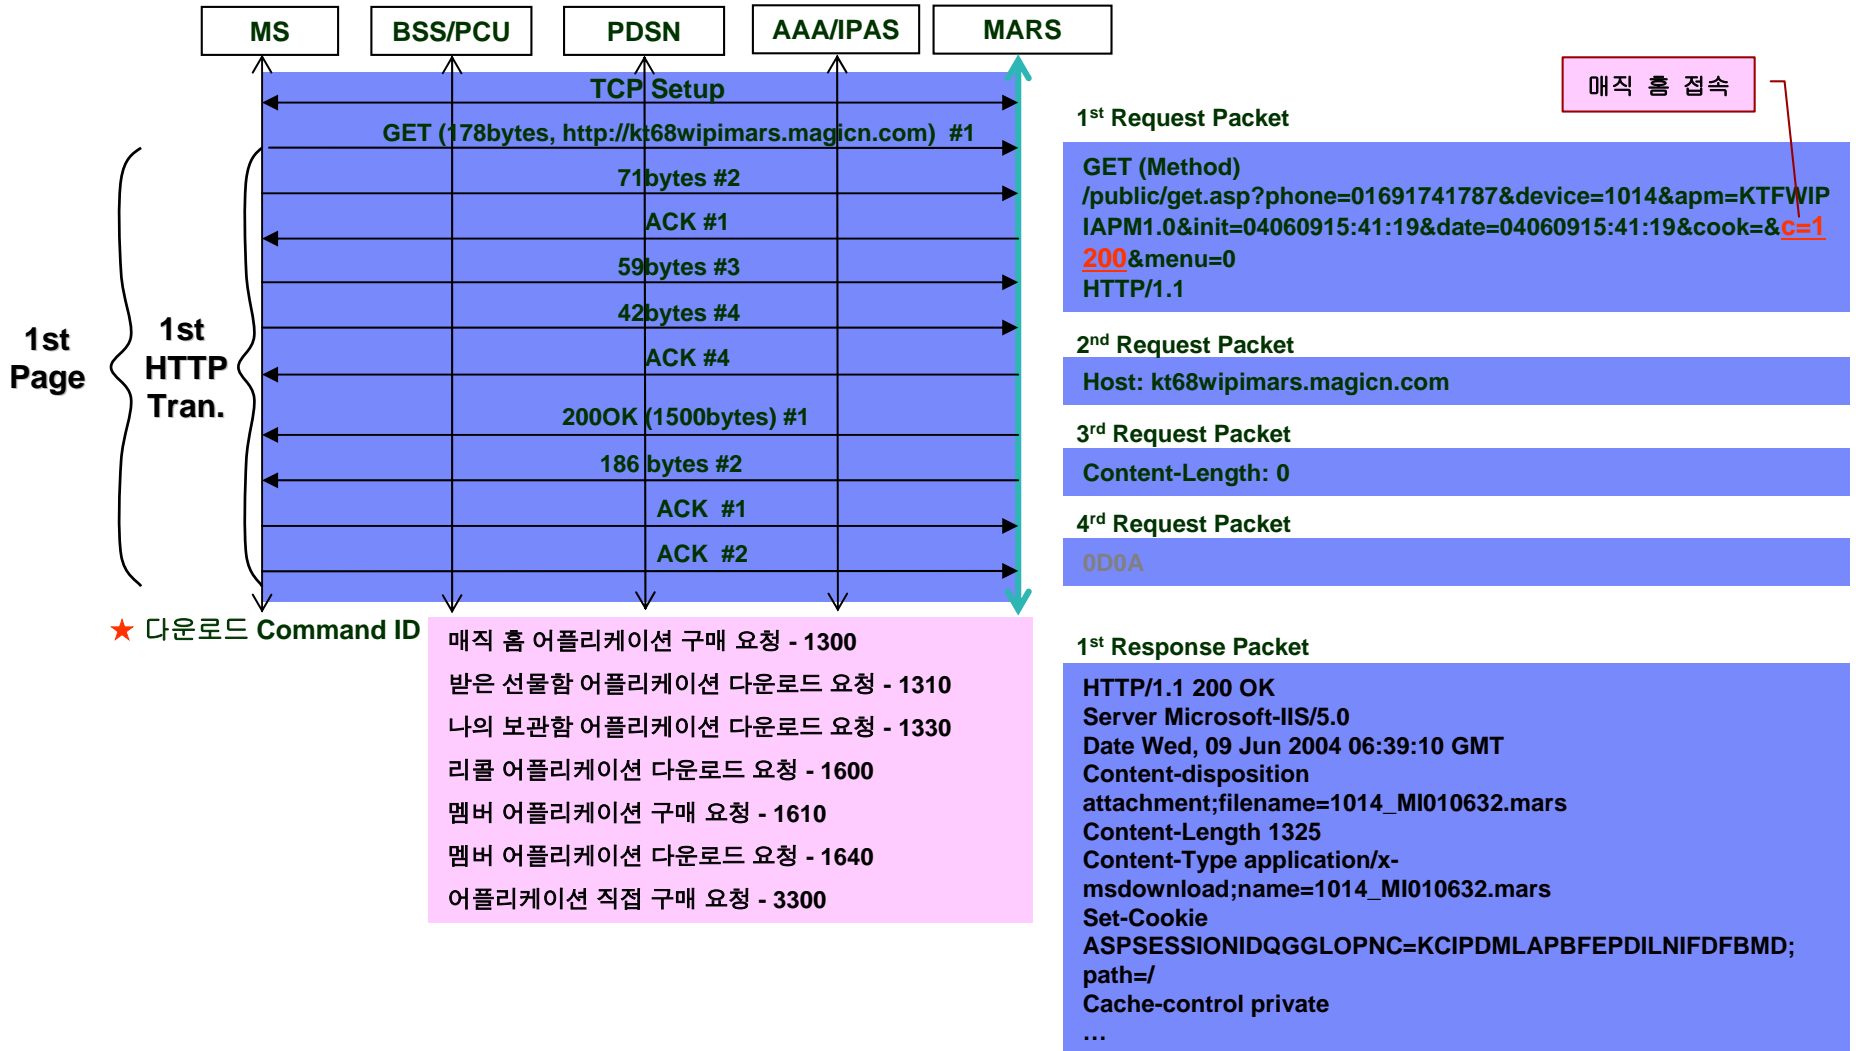 MS
BSS/PCU
PDSN
AAA/IPAS
MARS
TCP Setup
GET (178bytes, http://kt68wipimars.magicn.com)  #1
71bytes #2
ACK #1
59bytes #3
42bytes #4
ACK #4
200OK (1500bytes) #1
186 bytes #2
ACK  #1
ACK  #2
1st
Page
1st
HTTP
Tran.
★ 다운로드 Command ID
매직 홈 어플리케이션 구매 요청 - 1300
받은 선물함 어플리케이션 다운로드 요청 - 1310
나의 보관함 어플리케이션 다운로드 요청 - 1330
리콜 어플리케이션 다운로드 요청 - 1600
멤버 어플리케이션 구매 요청 - 1610
멤버 어플리케이션 다운로드 요청 - 1640
어플리케이션 직접 구매 요청 - 3300
매직 홈 접속
1st Request Packet
GET (Method)
/public/get.asp?phone=01691741787&device=1014&apm=KTFWIP
IAPM1.0&init=04060915:41:19&date=04060915:41:19&cook=&c=1
200&menu=0
HTTP/1.1
2nd Request Packet
Host: kt68wipimars.magicn.com
3rd Request Packet
Content-Length: 0
4rd Request Packet
0D0A
1st Response Packet
HTTP/1.1 200 OK
Server Microsoft-IIS/5.0
Date Wed, 09 Jun 2004 06:39:10 GMT
Content-disposition
attachment;filename=1014_MI010632.mars
Content-Length 1325
Content-Type application/x-
msdownload;name=1014_MI010632.mars
Set-Cookie
ASPSESSIONIDQGGLOPNC=KCIPDMLAPBFEPDILNIFDFBMD;
path=/
Cache-control private
…